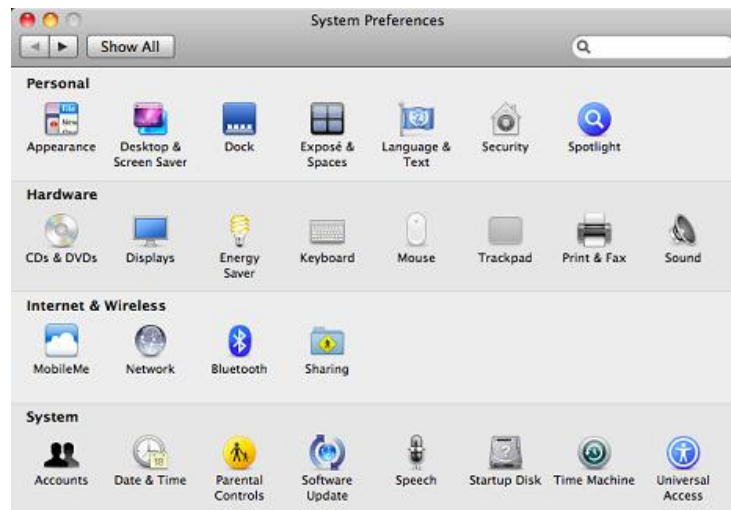 System Preferences
Show All
Personal
Appearance
Desktop &
Screen Saver
Dock
Exposé &
Spaces
Language &
Text
Security
Spotlight
Hardware
CDs & DVDs
Displays
Energy
Saver
Keyboard
Mouse
Trackpad
Print & Fax
Sound
Internet & Wireless
MobileMe
Network
Bluetooth
Sharing
System
Accounts
Date & Time
Parental
Controls
Software
Update
Speech
Startup Disk
Time Machine
Universal
Access